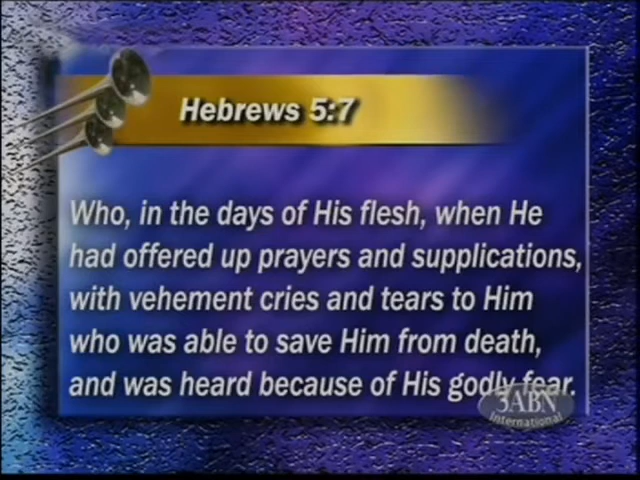 Hebrews 5:7
Who, in the days of His flesh, when He
had offered up prayers and supplications,
with vehement cries and tears to Him
who was able to save Him from death,
and was heard because of His godly fear.
3ABN
International